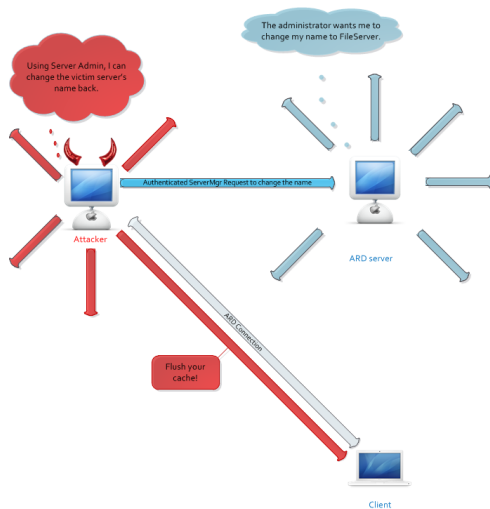 The administrator wants me to
change my name to FileServer.
Using Server Admin, I can
change the victim server's
name back.
Authenticated ServerMgr Request to change the name
Attacker
ARD server
ARD Connection
Flush your
cache!
Client